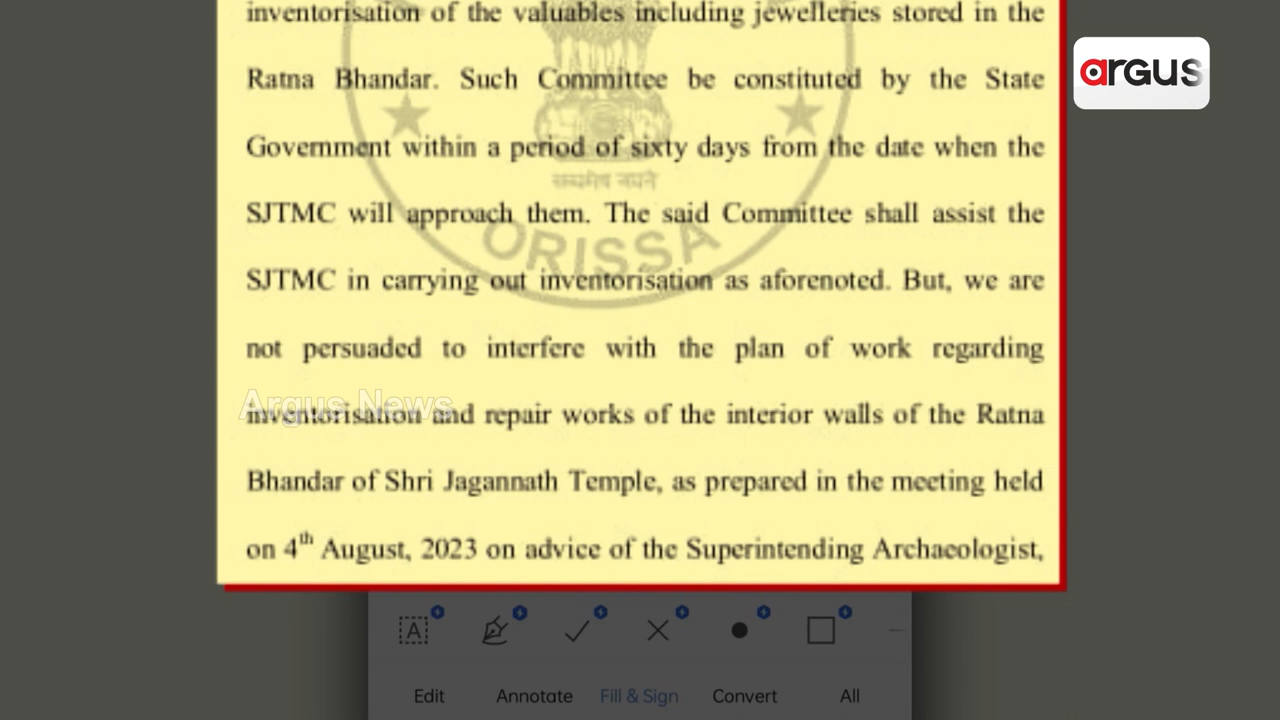 inventorisation of the valuables including jewelleries stored in the
Ratna Bhandar. Such Committee be constituted by the State
Government within a period of sixty days from the date when the
SJTMC will approach them. The said Committee shall assist the
SJTMC in carrying out inventorisation as aforenoted. But, we are
not persuaded to interfere with the plan of work regarding
inventorisation and repair works of the interior walls of the Ratna
Bhandar of Shri Jagannath Temple, as prepared in the meeting held
on 4th August, 2023 on advice of the Superintending Archaeologist,
ORISSA
argus
Argus News
A
Edit Annotate Fill & Sign Convert All